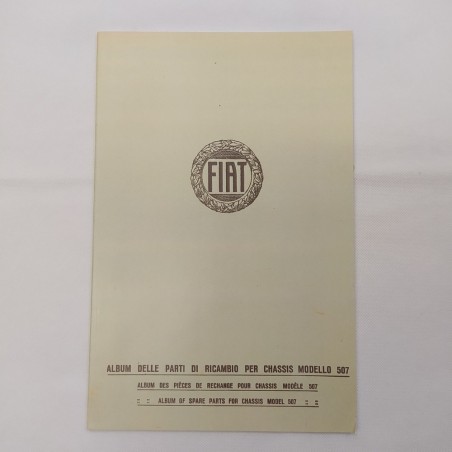 FIAT
ALBUM DELLE PARTI DI RICAMBIO PER CHASSIS MODELLO 507
ALBUM DES PIÈCES DE RECHANGE POUR CHASSIS MODÈLE 507
:: :: ALBUM OF SPARE PARTS FOR CHASSIS MODEL 507 :: ::